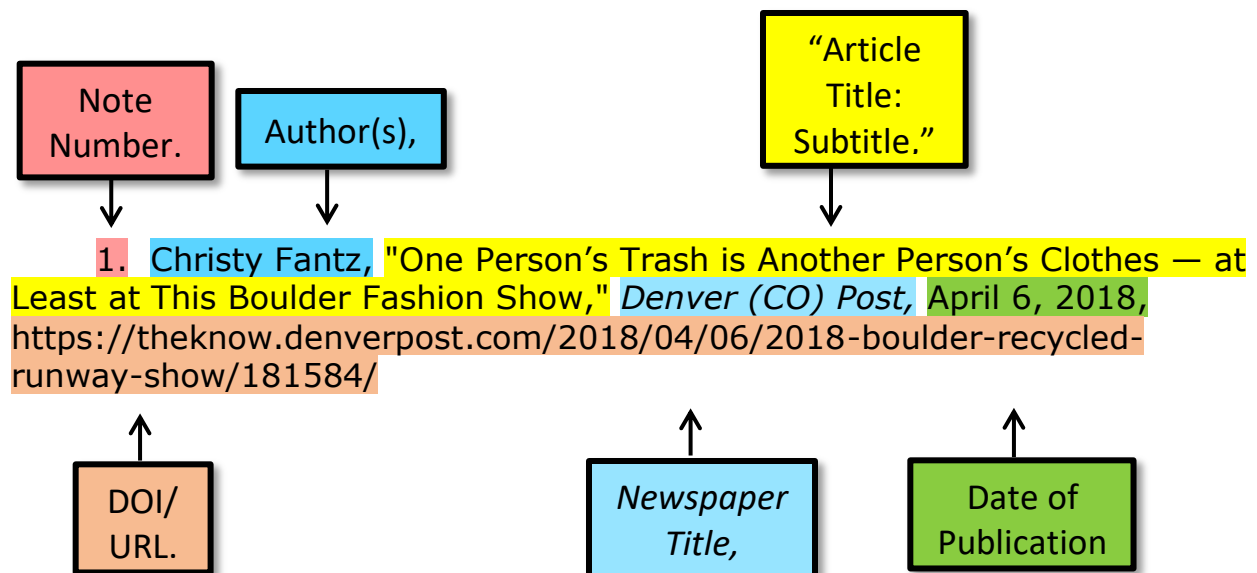 “Article
Title:
Subtitle.”
Note
Number.
Author(s),
1. Christy Fantz, "One Person’s Trash is Another Person’s Clothes — at
Least at This Boulder Fashion Show," Denver (CO) Post, April 6, 2018,
https://theknow.denverpost.com/2018/04/06/2018-boulder-recycled-
runway-show/181584/
DOI/
URL.
Newspaper
Title,
Date of
Publication